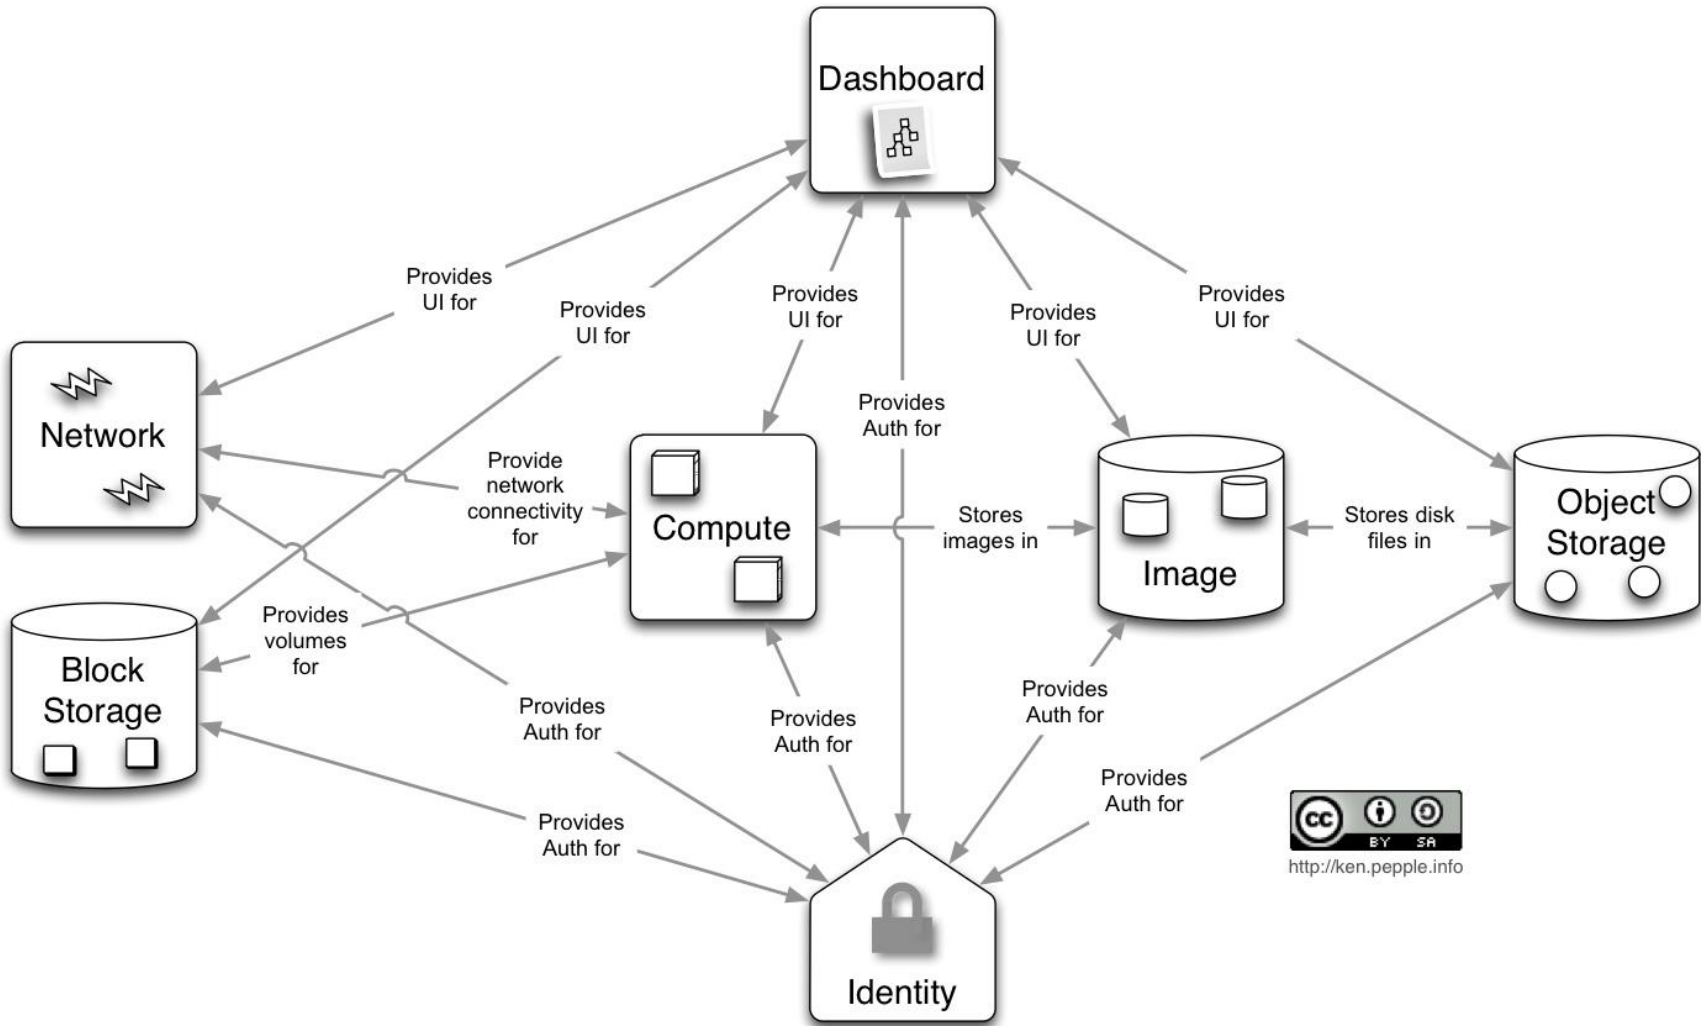 Dashboard
Provides
UI for
Provides
UI for
Provides
UI for
Provides
UI for
Provides
UI for
Provides
Auth for
Network
Provide
network
connectivity
for
Compute
Stores
images in
Image
Stores disk
files in
Object
Storage
Provides
volumes
for
Block
Storage
Provides
Auth for
Provides
Auth for
Provides
Auth for
Provides
Auth for
Provides
Auth for
cc
BY SA
http://ken.pepple.info
Identity